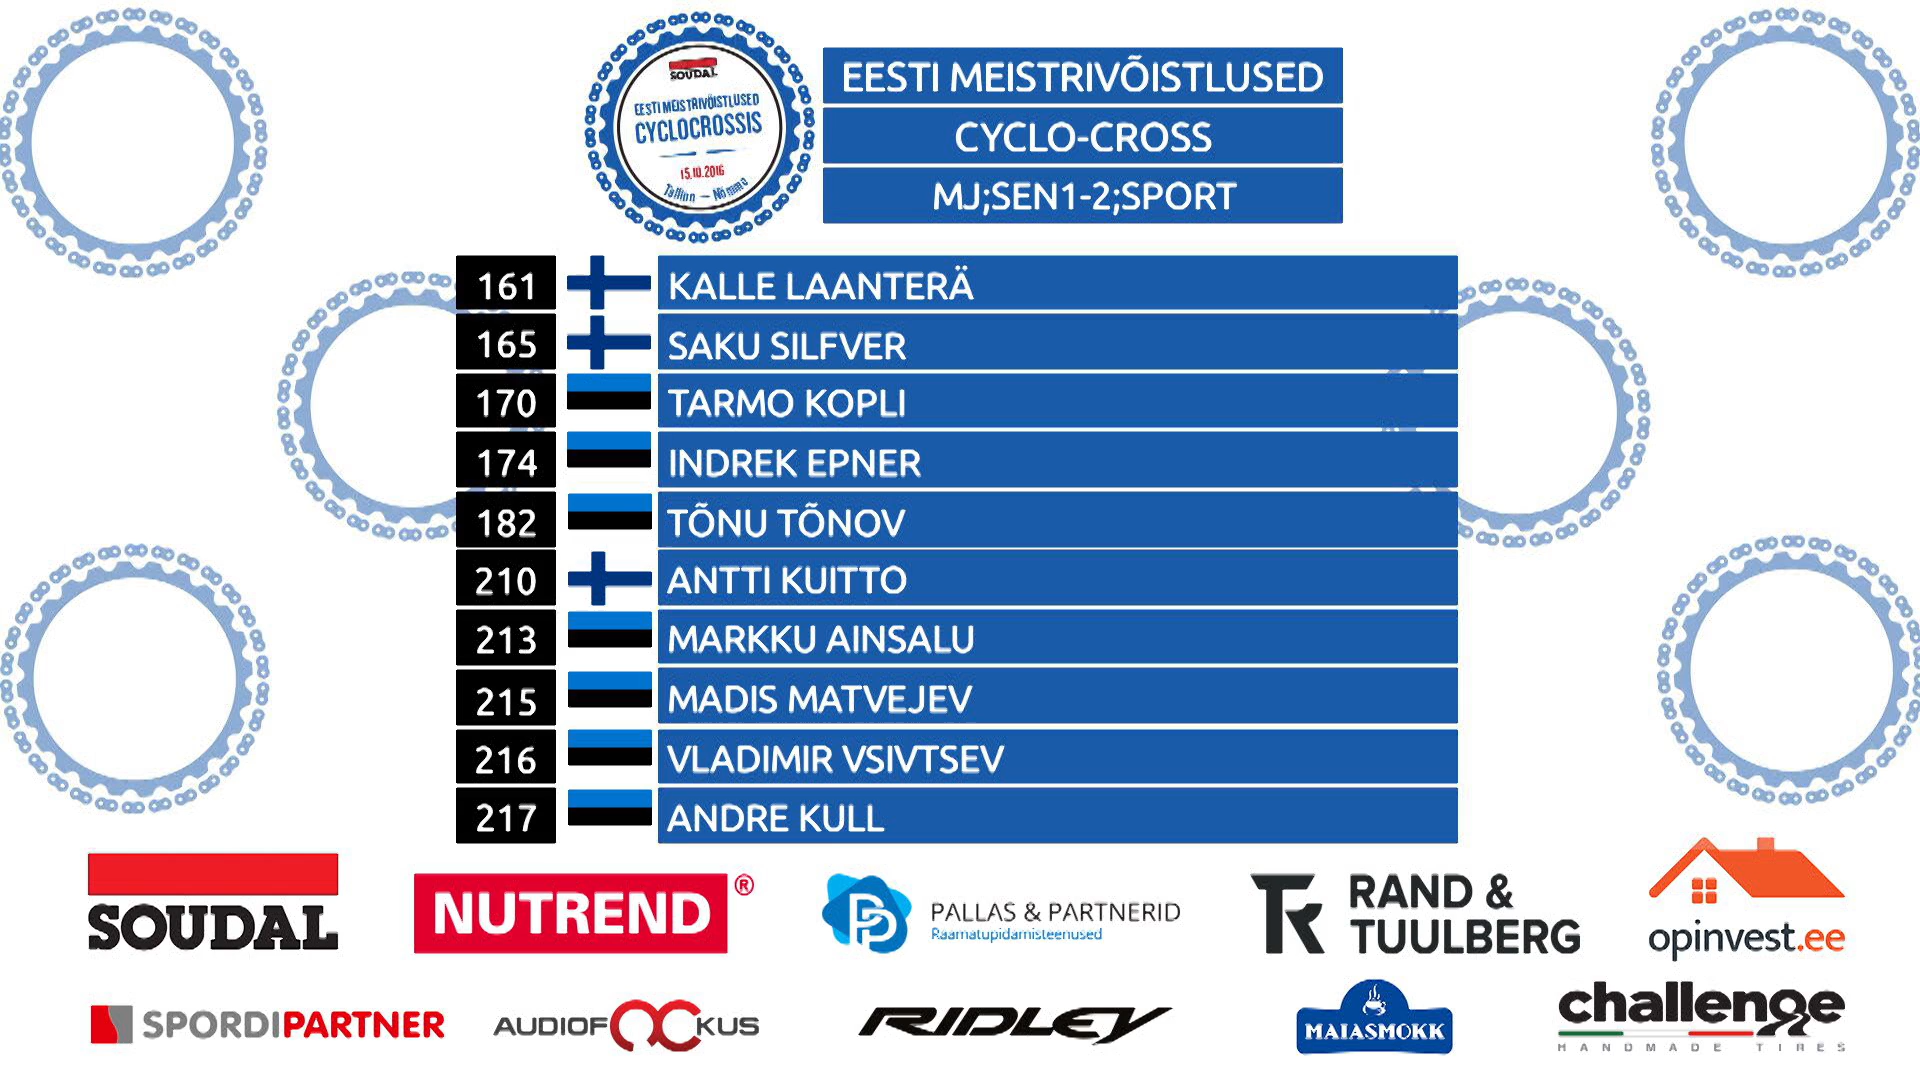 SOUDAL
EESTI MEISTRIVÕISTLUSED
CYCLOCROSSIS
15.10.2016
Tallinn – Nõmme
EESTI MEISTRIVÕISTLUSED
CYCLO-CROSS
MJ;SEN1-2;SPORT
161 KALLE LAANTERÄ
165 SAKU SILFVER
170 TARMO KOPLI
174 INDREK EPNER
182 TÕNU TÕNOV
210 ANTTI KUITTO
213 MARKKU AINSALU
215 MADIS MATVEJEV
216 VLADIMIR VSIVTSEV
217 ANDRE KULL
SOUDAL
NUTREND®
PALLAS & PARTNERID
Raamatupidamisteenused
RAND &
TUULBERG
opinvest.ee
SPORDIPARTNER
AUDIOFOOKUS
RIDLEY
MAIASMOKK
challenge
HANDMADE TIRES